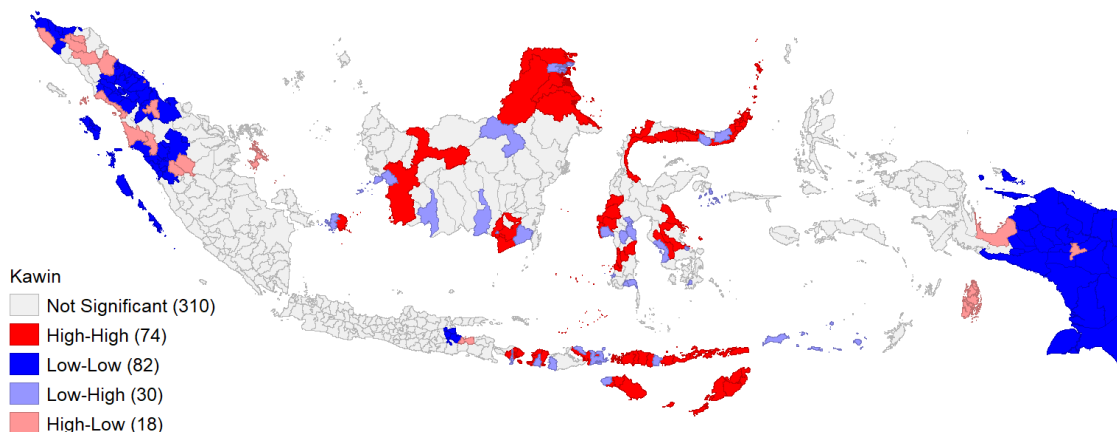 Kawin
Not Significant (310)
High-High (74)
Low-Low (82)
Low-High (30)
High-Low (18)